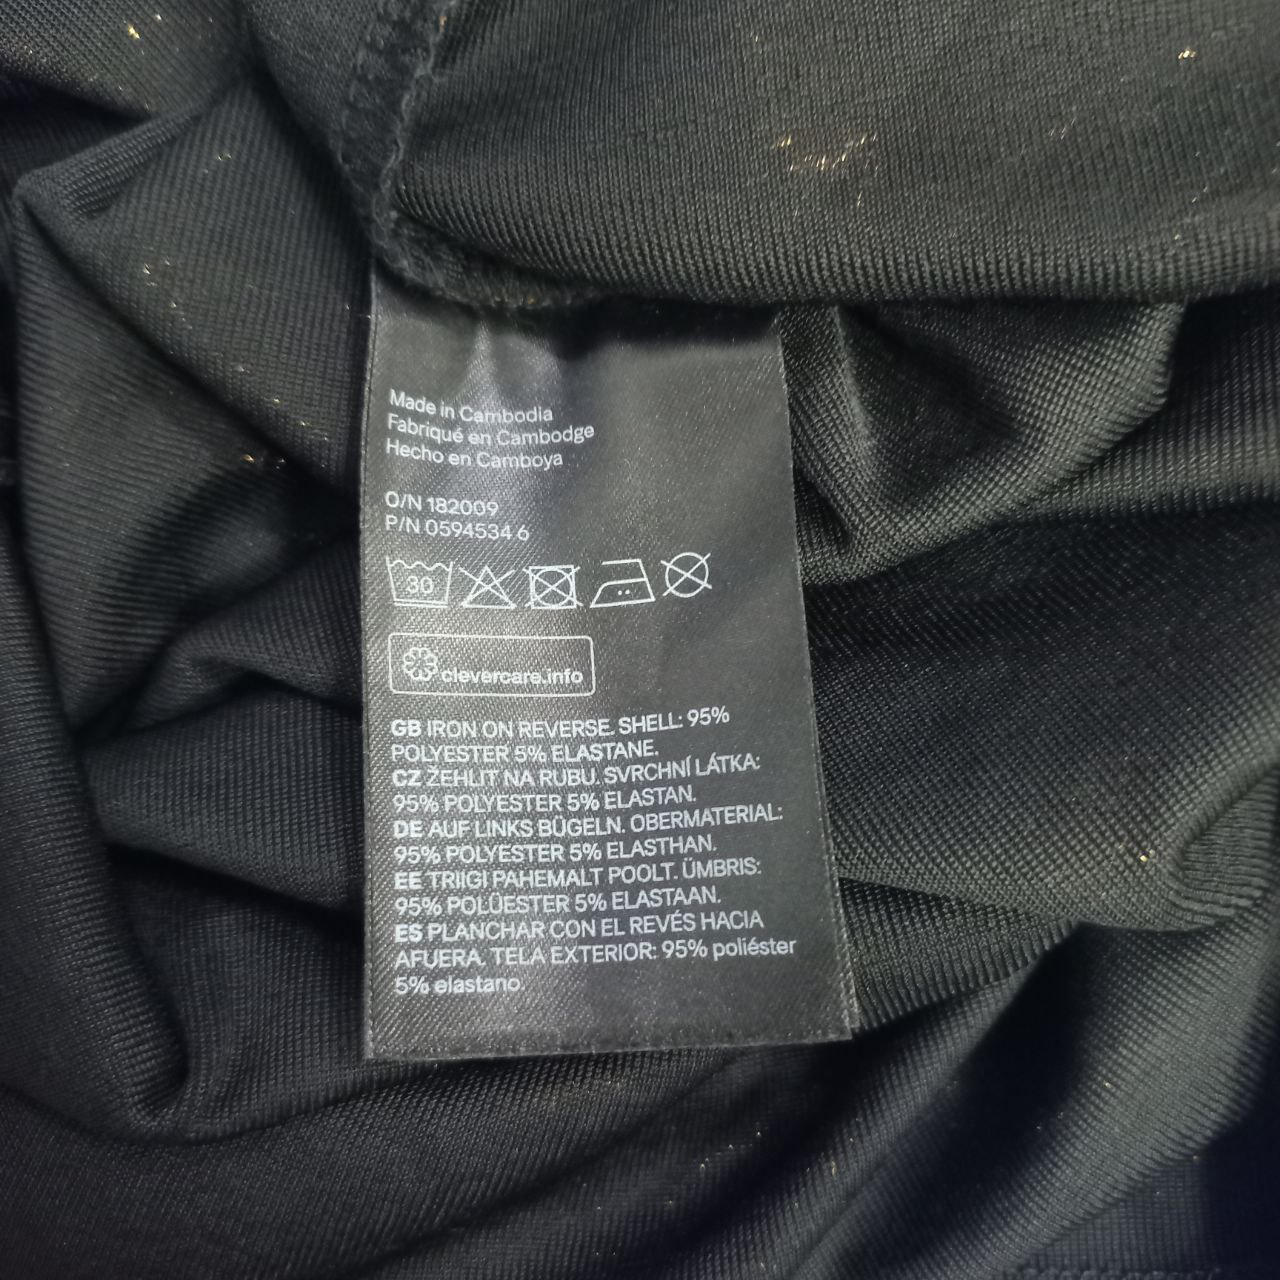 Made in Cambodia
Fabriqué en Cambodge
Hecho en Camboya
O/N 182009
P/N 0594534 6
30
clevercare.info
GB IRON ON REVERSE. SHELL: 95%
POLYESTER 5% ELASTANE.
CZ ŽEHLIT NA RUBU. SVRCHNÍ LÁTKA:
95% POLYESTER 5% ELASTAN.
DE AUF LINKS BÜGELN. OBERMATERIAL:
95% POLYESTER 5% ELASTHAN.
EE TRIIGI PAHEMALT POOLT. ÜMBRIS:
95% POLÜESTER 5% ELASTAAN.
ES PLANCHAR CON EL REVÉS HACIA
AFUERA. TELA EXTERIOR: 95% poliéster
5% elastano.